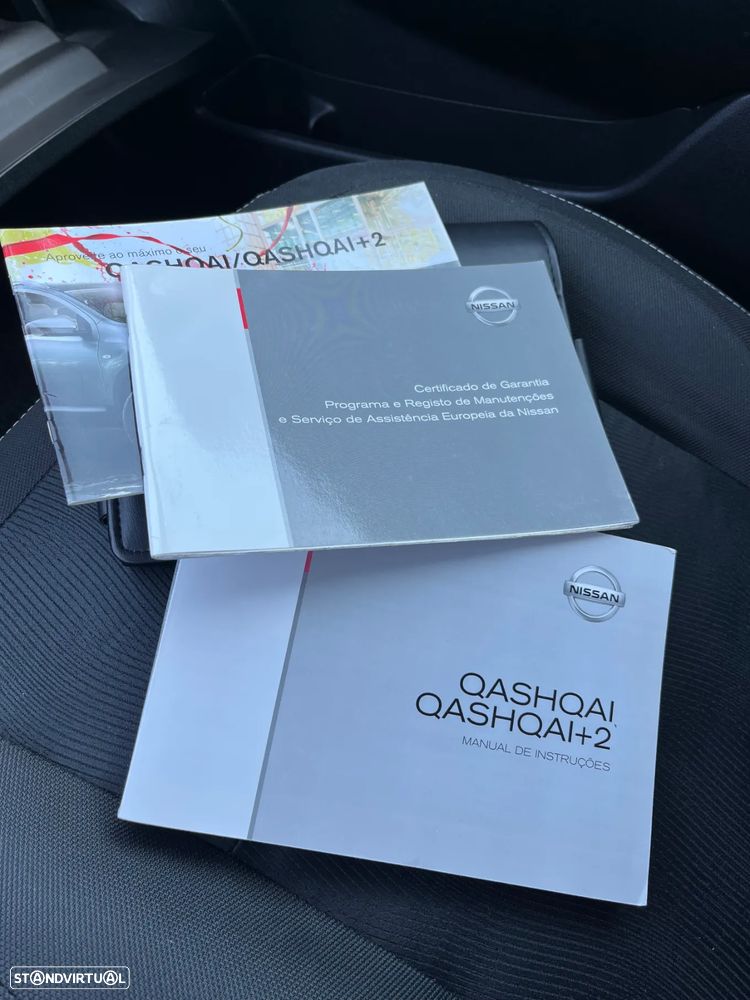 Aproveite ao máximo o seu
QASHQAI/QASHQAI+2
NISSAN
Certificado de Garantia
Programa e Registo de Manutenções
e Serviço de Assistência Europeia da Nissan
NISSAN
QASHQAI
QASHQAI+2
MANUAL DE INSTRUÇÕES
STANDVIRTUAL